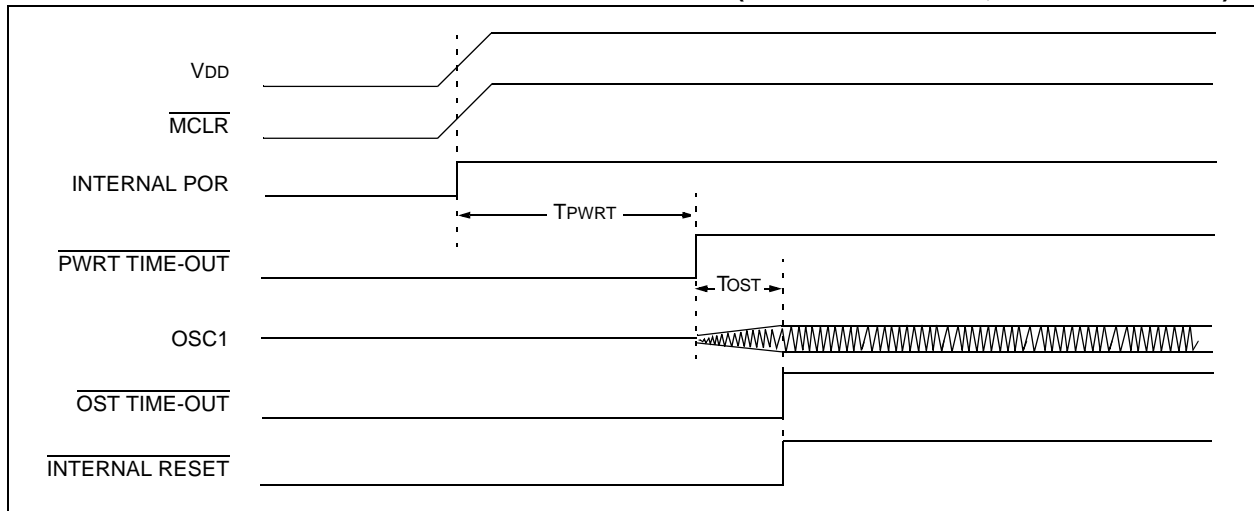 VDD
MCLR
INTERNAL POR
TPWRT
PWRT TIME-OUT
TOST
OSC1
OST TIME-OUT
INTERNAL RESET